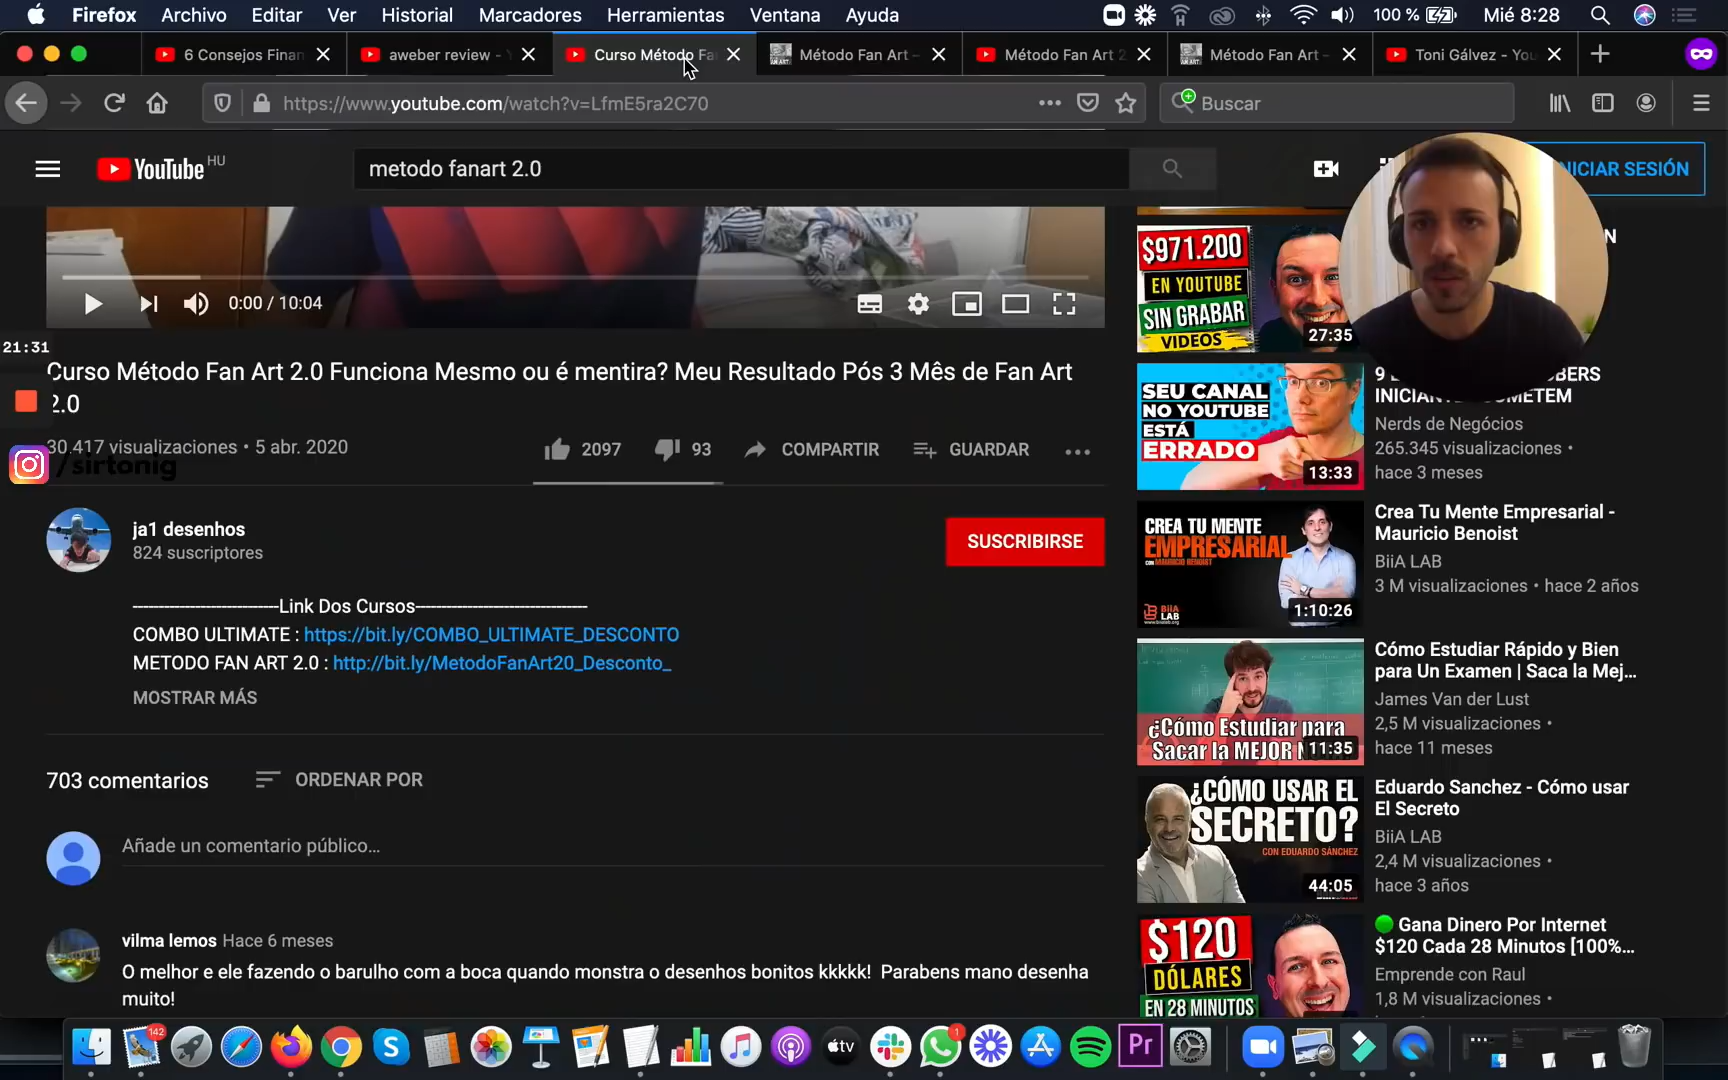 Firefox Archivo Editar Ver Historial Marcadores Herramientas Ventana Ayuda 100 % Mié 8:28
6 Consejos Finan
aweber review -
Curso Método Fa
Método Fan Art -
Método Fan Art 2
Método Fan Art -
Toni Gálvez - You
https://www.youtube.com/watch?v=LfmE5ra2C70
Buscar
YouTube HU
metodo fanart 2.0
INICIAR SESIÓN
0:00 / 10:04
21:31
Curso Método Fan Art 2.0 Funciona Mesmo ou é mentira? Meu Resultado Pós 3 Mês de Fan Art
2.0
30.417 visualizaciones • 5 abr. 2020
2097
93
COMPARTIR
GUARDAR
/sirtonig
ja1 desenhos
824 suscriptores
SUSCRIBIRSE
----------------------------Link Dos Cursos---------------------------------
COMBO ULTIMATE : https://bit.ly/COMBO_ULTIMATE_DESCONTO
METODO FAN ART 2.0 : http://bit.ly/MetodoFanArt20_Desconto_
MOSTRAR MÁS
703 comentarios
ORDENAR POR
Añade un comentario público...
vilma lemos Hace 6 meses
O melhor e ele fazendo o barulho com a boca quando monstra o desenhos bonitos kkkkk! Parabens mano desenha
muito!
$971.200
EN YOUTUBE
SIN GRABAR
VIDEOS
27:35
SEU CANAL
NO YOUTUBE
ESTÁ
ERRADO
13:33
Nerds de Negócios
265.345 visualizaciones •
hace 3 meses
CREA TU MENTE
EMPRESARIAL
CON MAURICIO BENOIST
BiiA
LAB
1:10:26
Crea Tu Mente Empresarial -
Mauricio Benoist
BiiA LAB
3 M visualizaciones • hace 2 años
¿Cómo Estudiar para
Sacar la MEJOR
11:35
Cómo Estudiar Rápido y Bien
para Un Examen | Saca la Mej...
James Van der Lust
2,5 M visualizaciones •
hace 11 meses
¿CÓMO USAR EL
SECRETO?
CON EDUARDO SÁNCHEZ
44:05
Eduardo Sanchez - Cómo usar
El Secreto
BiiA LAB
2,4 M visualizaciones •
hace 3 años
$120
DÓLARES
EN 28 MINUTOS
Gana Dinero Por Internet
$120 Cada 28 Minutos [100%...
Emprende con Raul
1,8 M visualizaciones •
142
tv
1
Pr